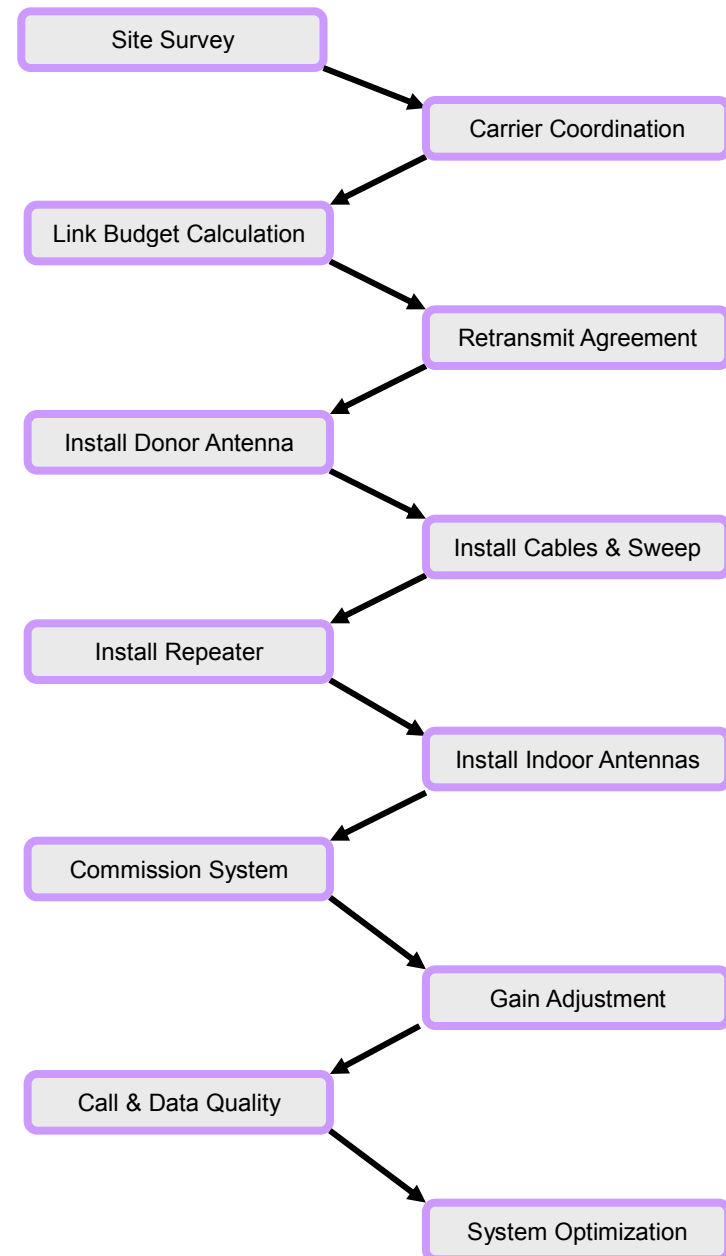 Site Survey
Carrier Coordination
Link Budget Calculation
Retransmit Agreement
Install Donor Antenna
Install Cables & Sweep
Install Repeater
Install Indoor Antennas
Commission System
Gain Adjustment
Call & Data Quality
System Optimization